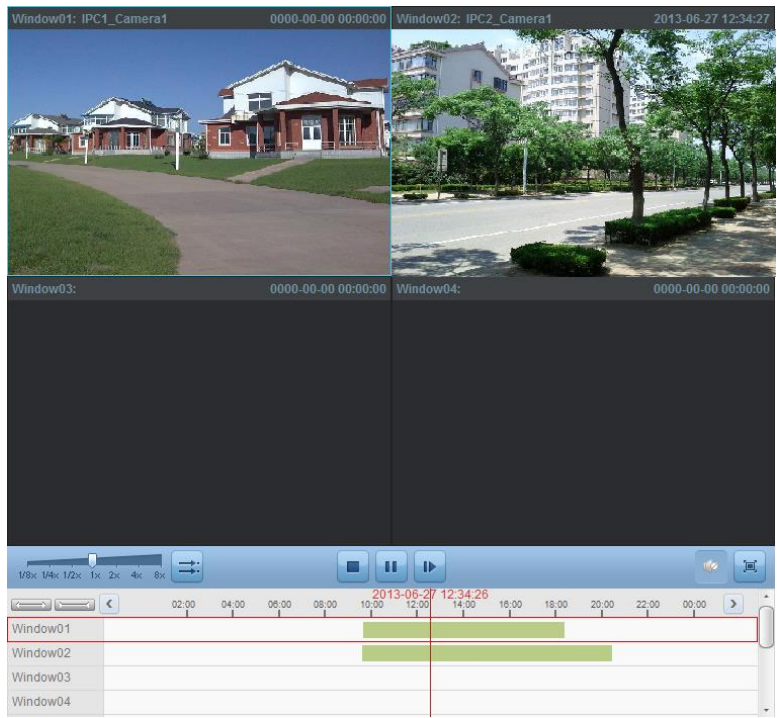 Window01: IPC1_Camera1 0000-00-00 00:00:00
Window02: IPC2_Camera1 2013-06-27 12:34:27
Window03: 0000-00-00 00:00:00
Window04: 0000-00-00 00:00:00
1/8x 1/4x 1/2x 1x 2x 4x 8x
2013-06-27 12:34:26
02:00 04:00 06:00 08:00 10:00 12:00 14:00 16:00 18:00 20:00 22:00 00:00
Window01
Window02
Window03
Window04